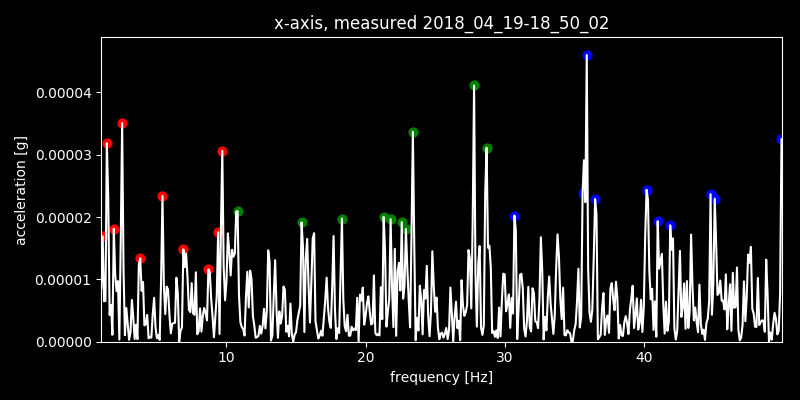 x-axis, measured 2018_04_19-18_50_02
acceleration [g]
0.00004
0.00003
0.00002
0.00001
0.00000
10 20 30 40
frequency [Hz]